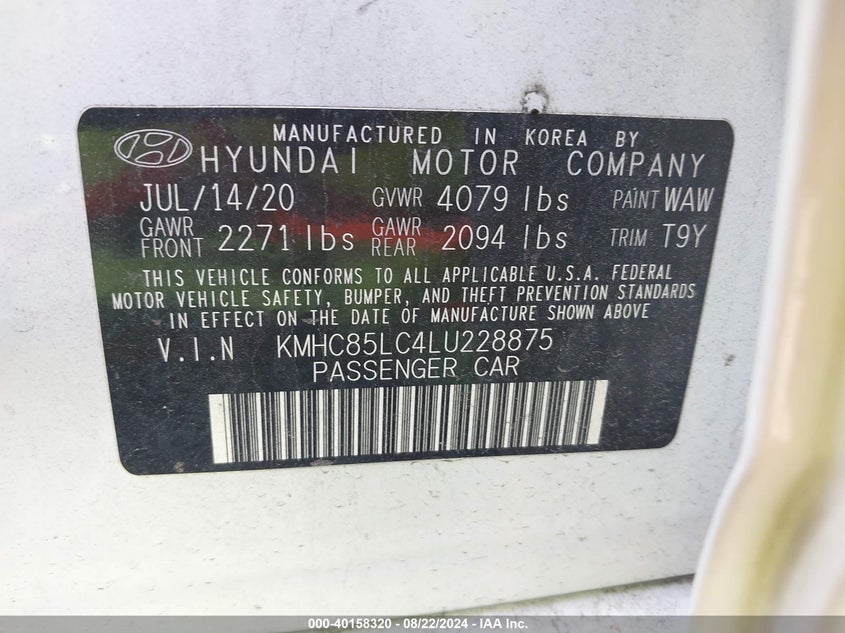 MANUFACTURED IN KOREA BY
HYUNDAI MOTOR COMPANY
JUL/14/20 GVWR 4079 lbs PAINT WAW
GAWR FRONT 2271 lbs GAWR REAR 2094 lbs TRIM T9Y
THIS VEHICLE CONFORMS TO ALL APPLICABLE U.S.A. FEDERAL
MOTOR VEHICLE SAFETY, BUMPER, AND THEFT PREVENTION STANDARDS
IN EFFECT ON THE DATE OF MANUFACTURE SHOWN ABOVE
V.I.N KMHC85LC4LU228875
PASSENGER CAR
000-40158320 - 08/22/2024 - IAA Inc.